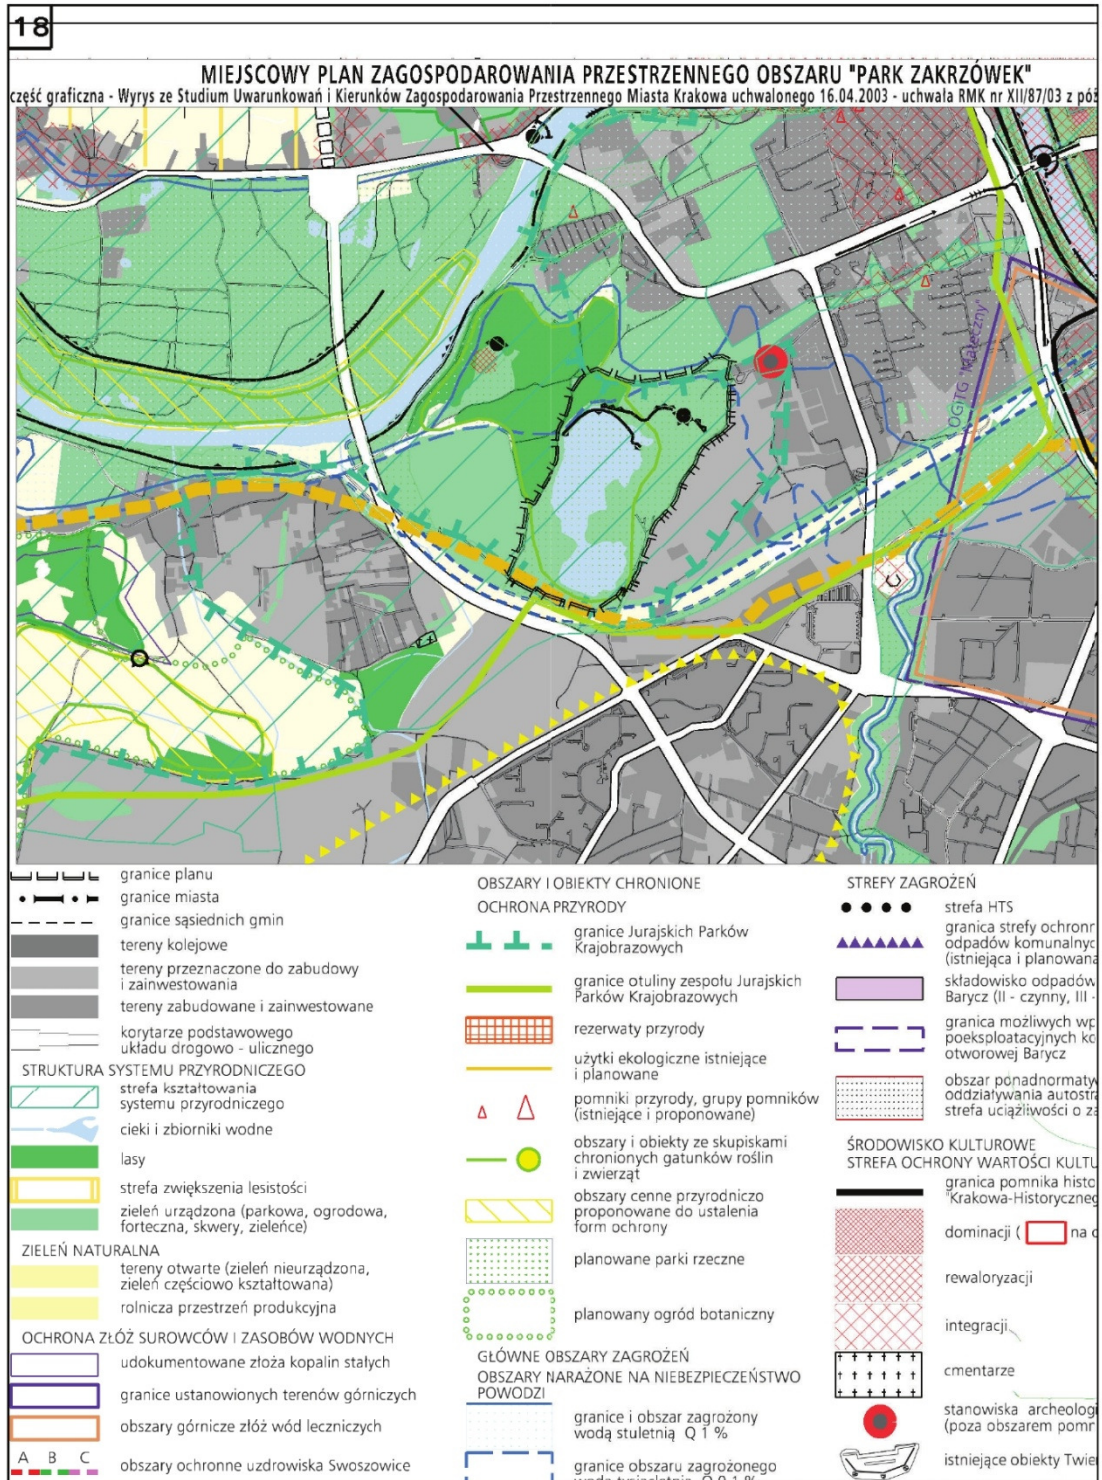 18
MIEJSCOWY PLAN ZAGOSPODAROWANIA PRZESTRZENNEGO OBSZARU "PARK ZAKRZÓWEK"
część graficzna - Wyrys ze Studium Uwarunkowań i Kierunków Zagospodarowania Przestrzennego Miasta Krakowa uchwalonego 16.04.2003 - uchwała RMK nr XII/87/03 z póź
OG i TG "Mateczny"
C
granice planu
granice miasta
granice sąsiednich gmin
tereny kolejowe
tereny przeznaczone do zabudowy
i zainwestowania
tereny zabudowane i zainwestowane
korytarze podstawowego
układu drogowo - ulicznego
STRUKTURA SYSTEMU PRZYRODNICZEGO
strefa kształtowania
systemu przyrodniczego
cieki i zbiorniki wodne
lasy
strefa zwiększenia lesistości
zieleń urządzona (parkowa, ogrodowa,
forteczna, skwery, zieleńce)
ZIELEŃ NATURALNA
tereny otwarte (zieleń nieurządzona,
zieleń częściowo kształtowana)
rolnicza przestrzeń produkcyjna
OCHRONA ZŁÓŻ SUROWCÓW I ZASOBÓW WODNYCH
udokumentowane złoża kopalin stałych
granice ustanowionych terenów górniczych
obszary górnicze złóż wód leczniczych
A B C
obszary ochronne uzdrowiska Swoszowice
OBSZARY I OBIEKTY CHRONIONE
OCHRONA PRZYRODY
granice Jurajskich Parków
Krajobrazowych
granice otuliny zespołu Jurajskich
Parków Krajobrazowych
rezerwaty przyrody
użytki ekologiczne istniejące
i planowane
pomniki przyrody, grupy pomników
(istniejące i proponowane)
obszary i obiekty ze skupiskami
chronionych gatunków roślin
i zwierząt
obszary cenne przyrodniczo
proponowane do ustalenia
form ochrony
planowane parki rzeczne
planowany ogród botaniczny
GŁÓWNE OBSZARY ZAGROŻEŃ
OBSZARY NARAŻONE NA NIEBEZPIECZEŃSTWO
POWODZI
granice i obszar zagrożony
wodą stuletnią Q 1 %
granice obszaru zagrożonego
wodą tysiącletnią Q 0,1 %
STREFY ZAGROŻEŃ
strefa HTS
granica strefy ochronn
odpadów komunalnyc
(istniejąca i planowana
składowisko odpadów
Barycz (II - czynny, III -
granica możliwych wp
poeksploatacyjnych ko
otworowej Barycz
obszar ponadnormaty
oddziaływania autostra
strefa uciążliwości o za
ŚRODOWISKO KULTUROWE
STREFA OCHRONY WARTOŚCI KULTU
granica pomnika histo
"Krakowa-Historyczneg
dominacji ( na o
rewaloryzacji
integracji
cmentarze
stanowiska archeologi
(poza obszarem pomn
istniejące obiekty Twie